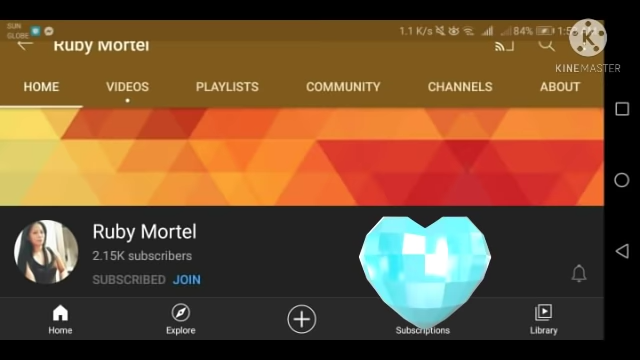 SUN
GLOBE
1.1 K/s
84%
Ruby Mortel
KINEMASTER
HOME VIDEOS PLAYLISTS COMMUNITY CHANNELS ABOUT
Ruby Mortel
2.15K subscribers
SUBSCRIBED JOIN
Home Explore Subscriptions Library